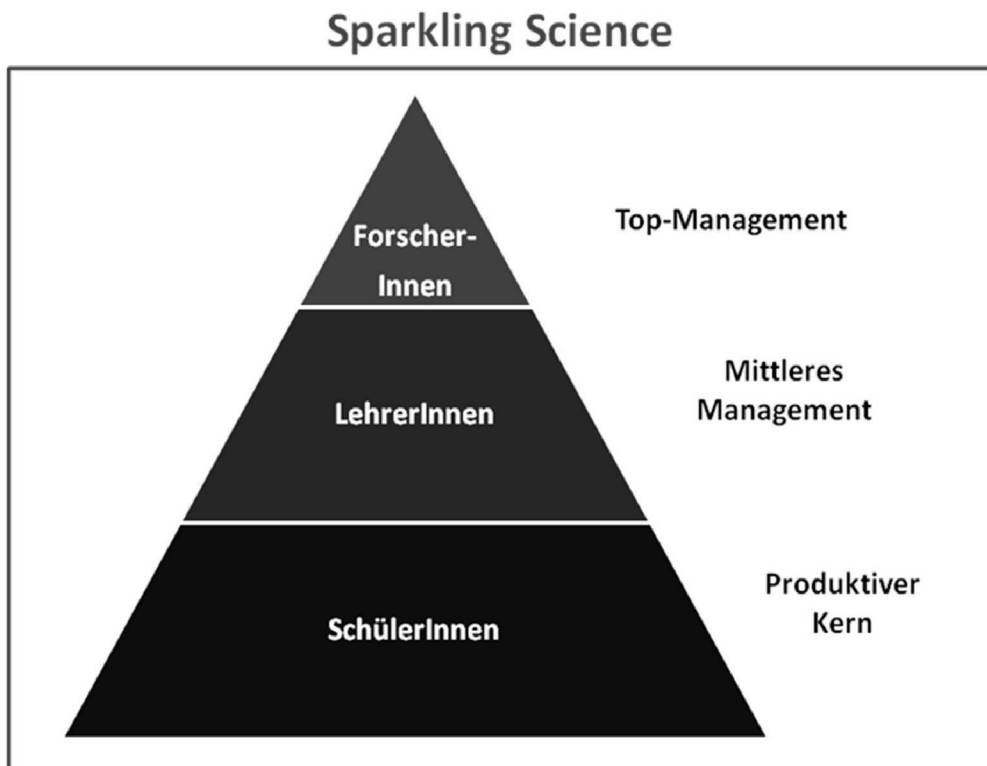 Sparkling Science
Forscher-
Innen
Top-Management
LehrerInnen
Mittleres
Management
SchülerInnen
Produktiver
Kern